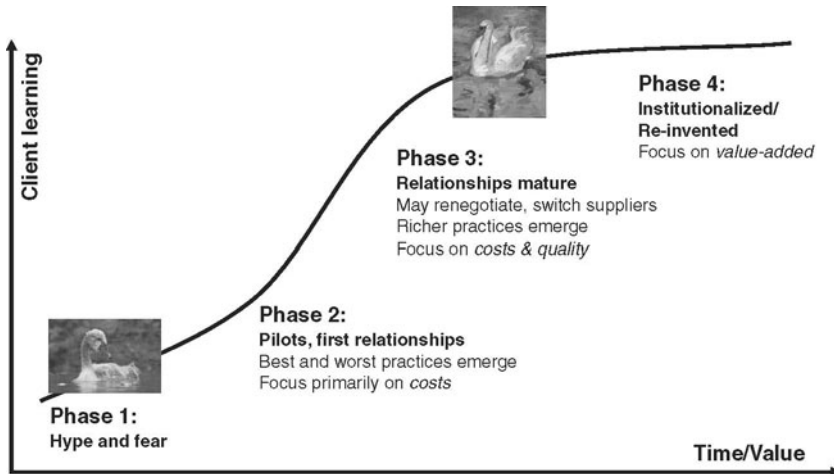 Client learning
Phase 1:
Hype and fear
Phase 2:
Pilots, first relationships
Best and worst practices emerge
Focus primarily on costs
Phase 3:
Relationships mature
May renegotiate, switch suppliers
Richer practices emerge
Focus on costs & quality
Phase 4:
Institutionalized/
Re-invented
Focus on value-added
Time/Value